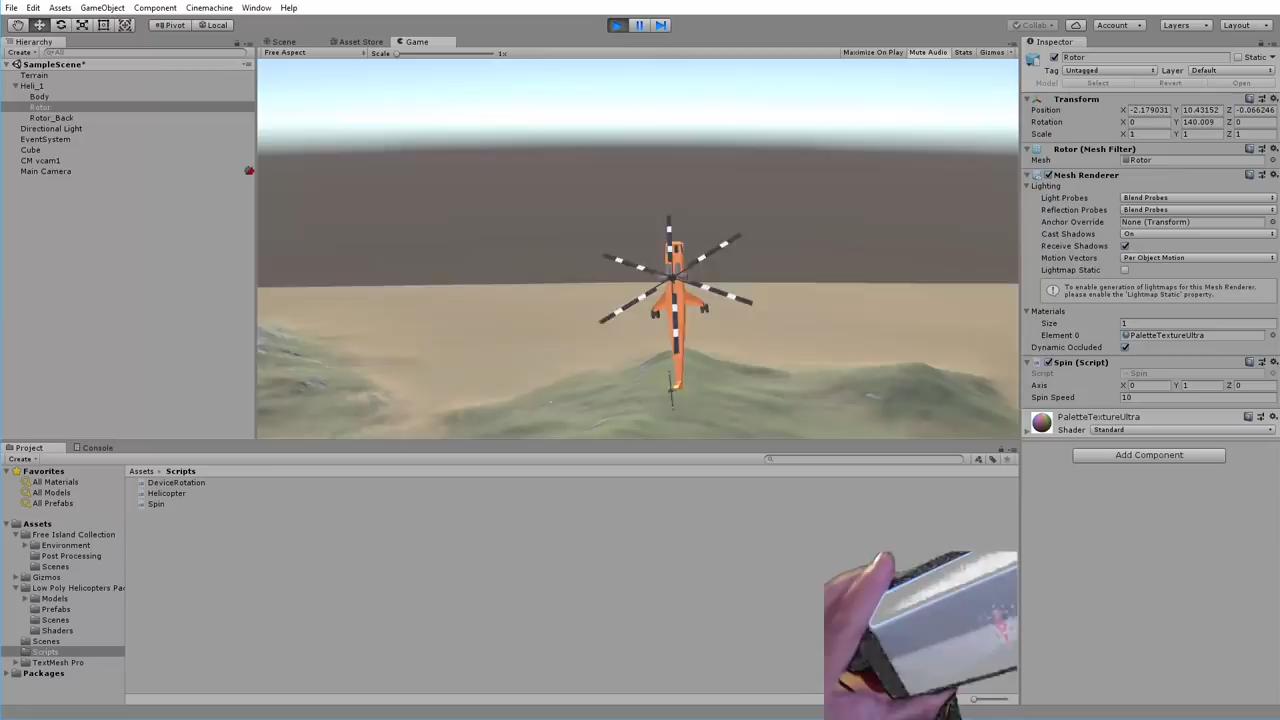 File Edit Assets GameObject Component Cinemachine Window Help
Pivot Local Collab Account Layers Layout
Hierarchy Scene Asset Store Game Inspector
Create All
Free Aspect Scale 1x Maximize On Play Mute Audio Stats Gizmos
Rotor Static
SampleScene*
Tag Untagged Layer Default
Terrain
Model Select Revert Open
Heli_1
Body
Rotor
Rotor_Back
Directional Light
EventSystem
Cube
CM vcam1
Main Camera
Transform
Position X -2.179031 Y 10.43152 Z -0.066246
Rotation X 0 Y 140.009 Z 0
Scale X 1 Y 1 Z 1
Rotor (Mesh Filter)
Mesh Rotor
Mesh Renderer
Lighting
Light Probes Blend Probes
Reflection Probes Blend Probes
Anchor Override None (Transform)
Cast Shadows On
Receive Shadows
Motion Vectors Per Object Motion
Lightmap Static
To enable generation of lightmaps for this Mesh Renderer,
please enable the 'Lightmap Static' property.
Materials
Size 1
Element 0 PaletteTextureUltra
Dynamic Occluded
Spin (Script)
Script Spin
Axis X 0 Y 1 Z 0
Spin Speed 10
PaletteTextureUltra
Shader Standard
Add Component
Project Console
Create
Favorites
All Materials
All Models
All Prefabs
Assets
Free Island Collection
Environment
Post Processing
Scenes
Gizmos
Low Poly Helicopters Pac
Models
Prefabs
Scenes
Shaders
Scenes
Scripts
TextMesh Pro
Packages
Assets Scripts
DeviceRotation
Helicopter
Spin